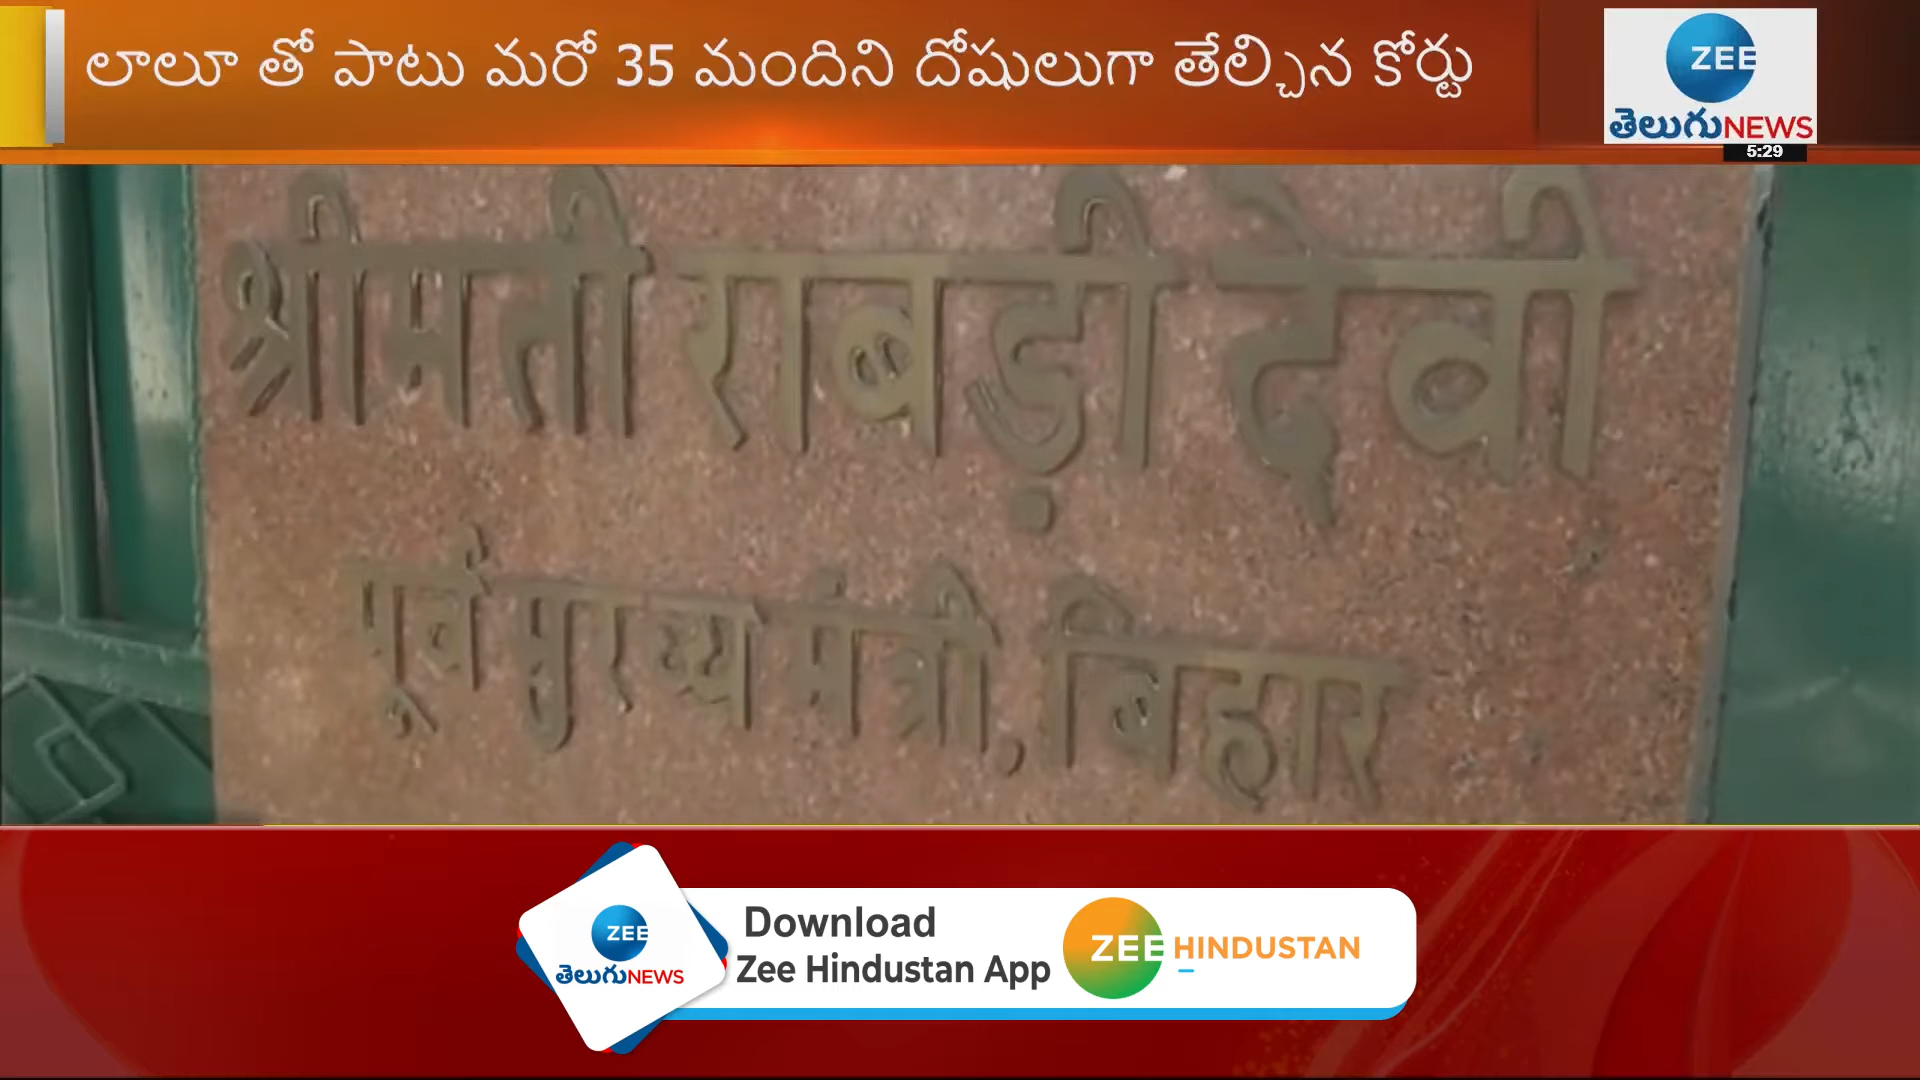 లాలూ తో పాటు మరో 35 మందిని దోషులుగా తేల్చిన కోర్టు
ZEE
తెలుగు NEWS
5:29
श्रीमती राबड़ी देवी
पूर्व मुख्य मंत्री, बिहार
ZEE
తెలుగు NEWS
Download
Zee Hindustan App
ZEE HINDUSTAN